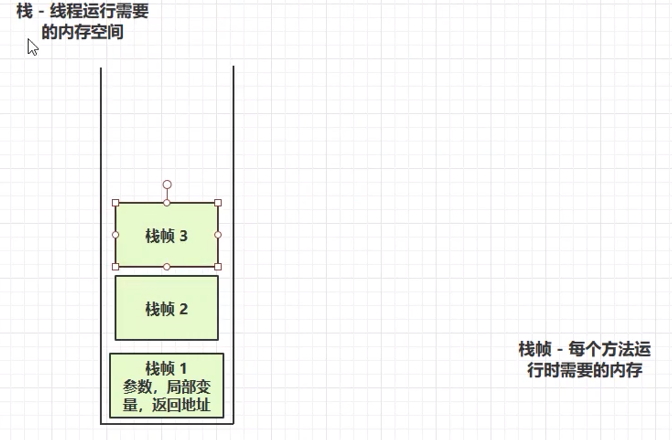 栈 - 线程运行需要
的内存空间
栈帧 3
栈帧 2
栈帧 1
参数，局部变
量，返回地址
栈帧 - 每个方法运
行时需要的内存